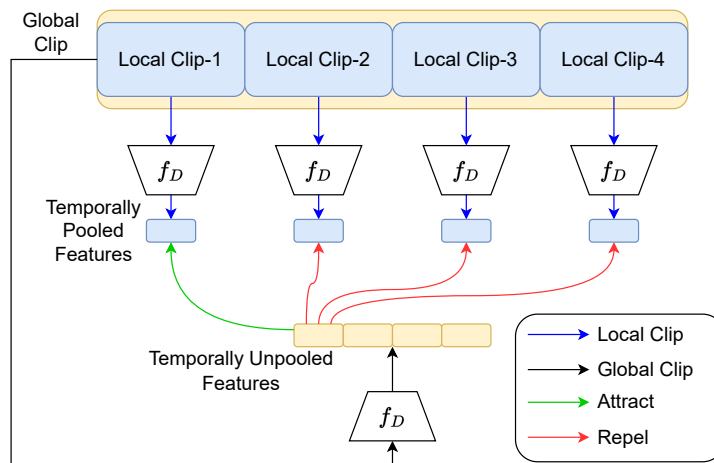 Global
Clip
Local Clip-1
Local Clip-2
Local Clip-3
Local Clip-4
f_D
f_D
f_D
f_D
Temporally
Pooled
Features
Temporally Unpooled
Features
f_D
Local Clip
Global Clip
Attract
Repel